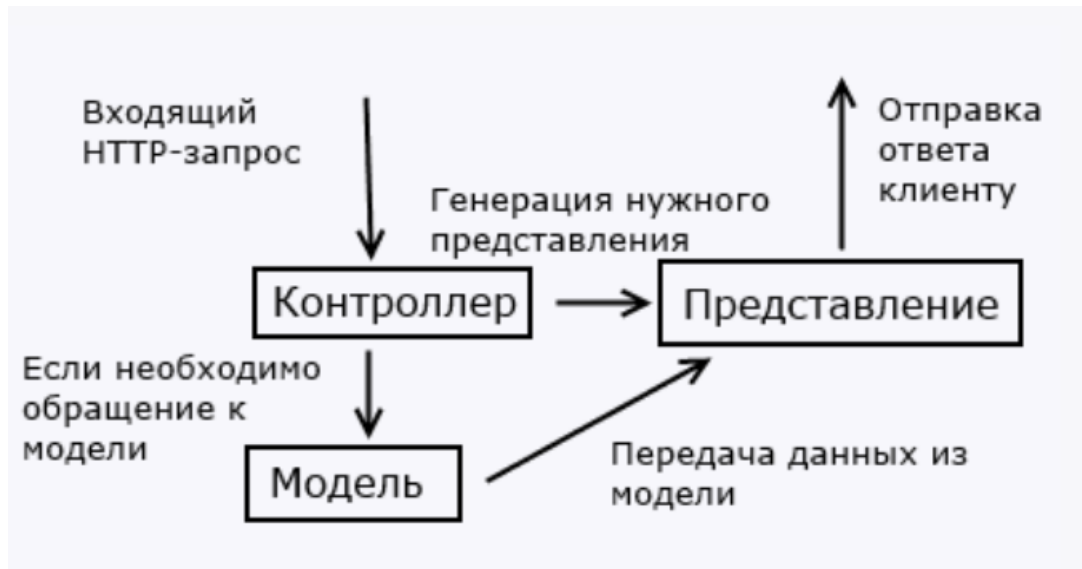 Входящий
HTTP-запрос
Отправка
ответа
клиенту
Генерация нужного
представления
Контроллер
Представление
Если необходимо
обращение к
модели
Модель
Передача данных из
модели